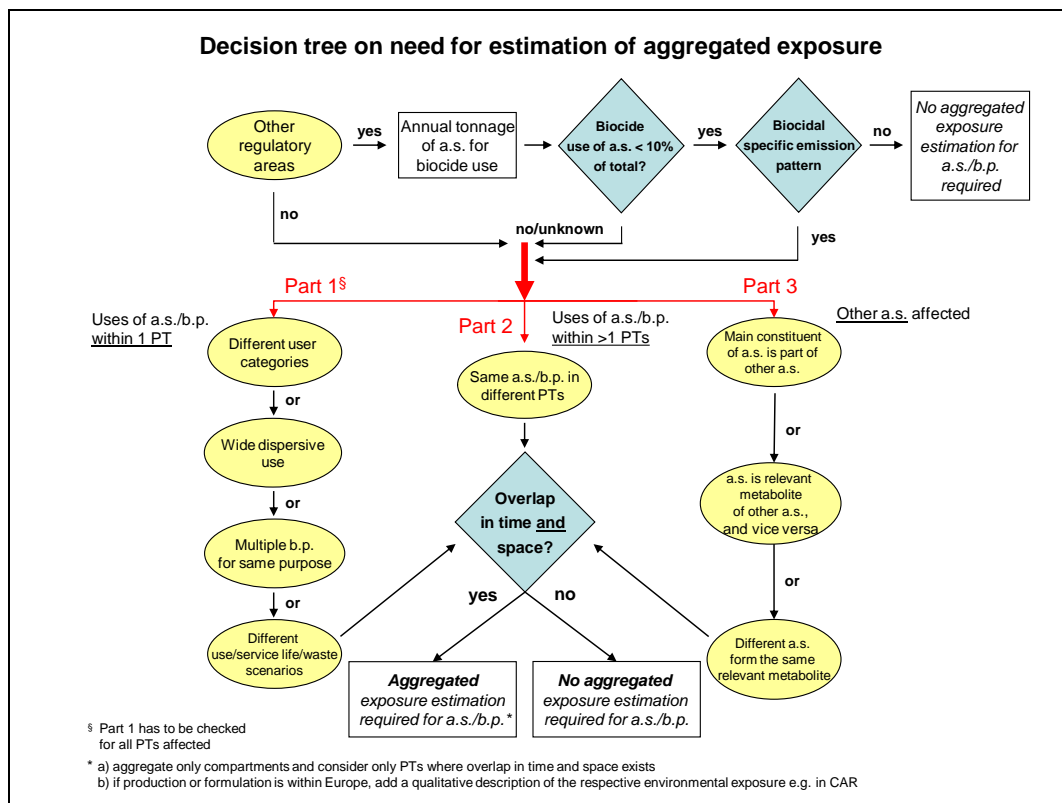 Decision tree on need for estimation of aggregated exposure
Other
regulatory
areas
yes
Annual tonnage
of a.s. for
biocide use
Biocide
use of a.s. < 10%
of total?
yes
Biocidal
specific emission
pattern
no
No aggregated
exposure
estimation for
a.s./b.p.
required
no
no/unknown
yes
Part 1§
Part 2
Part 3
Uses of a.s./b.p.
within 1 PT
Uses of a.s./b.p.
within >1 PTs
Other a.s. affected
Different user
categories
or
Wide dispersive
use
or
Multiple b.p.
for same purpose
or
Different
use/service life/waste
scenarios
Same a.s./b.p. in
different PTs
Overlap
in time and
space?
yes
no
Aggregated
exposure estimation
required for a.s./b.p.*
No aggregated
exposure estimation
required for a.s./b.p.
Main constituent
of a.s. is part of
other a.s.
or
a.s. is relevant
metabolite
of other a.s.,
and vice versa
or
Different a.s.
form the same
relevant metabolite
§ Part 1 has to be checked
for all PTs affected
* a) aggregate only compartments and consider only PTs where overlap in time and space exists
b) if production or formulation is within Europe, add a qualitative description of the respective environmental exposure e.g. in CAR